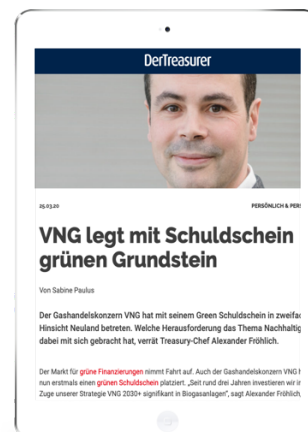 DerTreasurer
25.03.20 PERSÖNLICH & PERS
VNG legt mit Schuldschein
grünen Grundstein
Von Sabine Paulus
Der Gashandelskonzern VNG hat mit seinem Green Schuldschein in zweifac
Hinsicht Neuland betreten. Welche Herausforderung das Thema Nachhaltig
dabei mit sich gebracht hat, verrät Treasury-Chef Alexander Fröhlich.
Der Markt für grüne Finanzierungen nimmt Fahrt auf. Auch der Gashandelskonzern VNG h
nun erstmals einen grünen Schuldschein platziert. „Seit rund drei Jahren investieren wir i
Zuge unserer Strategie VNG 2030+ signifikant in Biogasanlagen“, sagt Alexander Fröhlich,